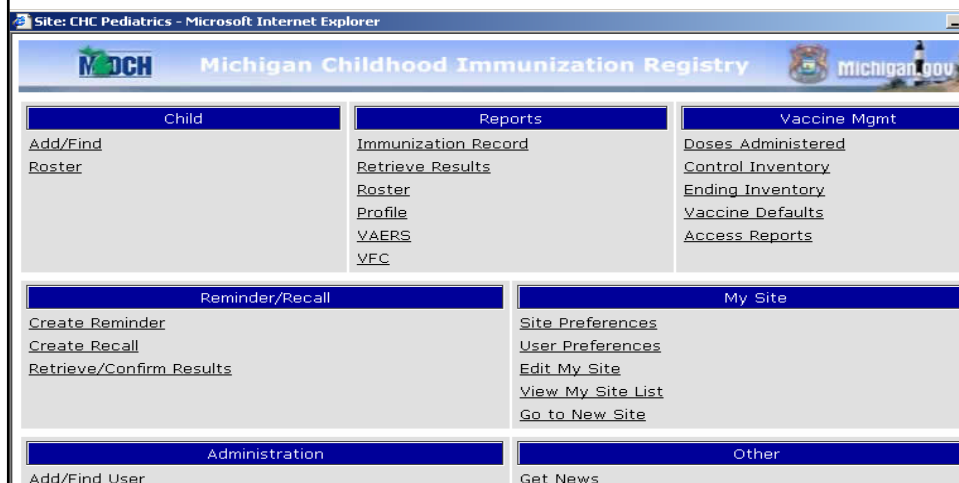 Site: CHC Pediatrics - Microsoft Internet Explorer
MDCH Michigan Childhood Immunization Registry Michigan.gov
Child
Add/Find
Roster
Reports
Immunization Record
Retrieve Results
Roster
Profile
VAERS
VFC
Vaccine Mgmt
Doses Administered
Control Inventory
Ending Inventory
Vaccine Defaults
Access Reports
Reminder/Recall
Create Reminder
Create Recall
Retrieve/Confirm Results
My Site
Site Preferences
User Preferences
Edit My Site
View My Site List
Go to New Site
Administration
Add/Find User
Other
Get News